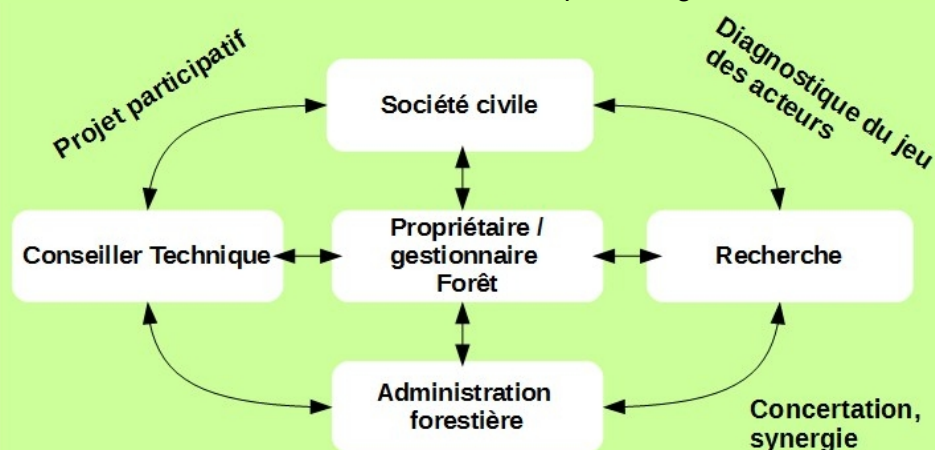 Projet participatif
Diagnostique du jeu
des acteurs
Société civile
Conseiller Technique
Propriétaire /
gestionnaire
Forêt
Recherche
Administration
forestière
Concertation,
synergie